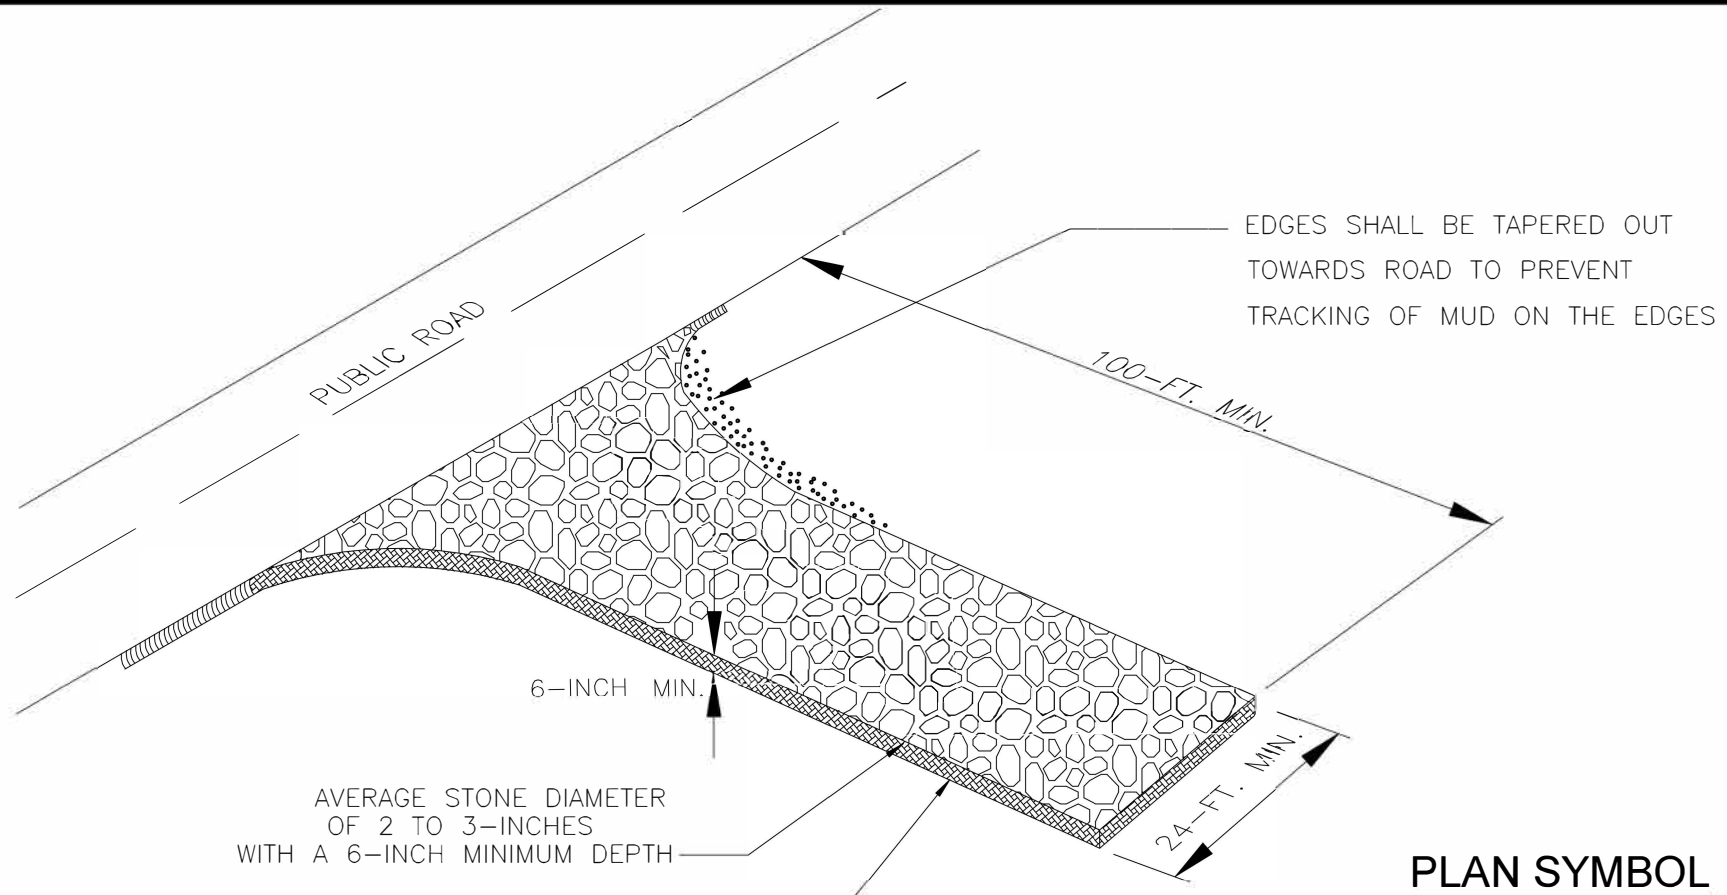 EDGES SHALL BE TAPERED OUT
TOWARDS ROAD TO PREVENT
TRACKING OF MUD ON THE EDGES
PUBLIC ROAD
100-FT. MIN.
6-INCH MIN.
24-FT. MIN.
AVERAGE STONE DIAMETER
OF 2 TO 3-INCHES
WITH A 6-INCH MINIMUM DEPTH
PLAN SYMBOL